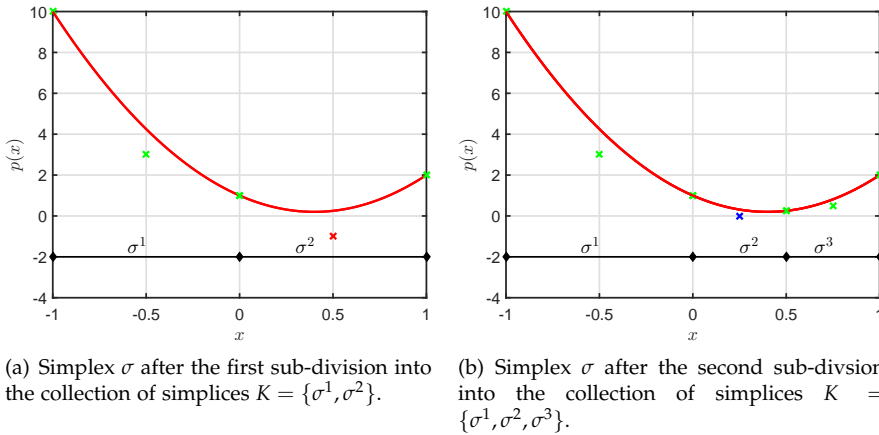 10
8
6
4
2
0
-2
-4
p(x)
σ¹
σ²
-1
-0.5
0
0.5
1
x
(a) Simplex σ after the first sub-division into
the collection of simplices K = {σ¹, σ²}.
10
8
6
4
2
0
-2
-4
p(x)
σ¹
σ²
σ³
-1
-0.5
0
0.5
1
x
(b) Simplex σ after the second sub-divsion
into the collection of simplices K =
{σ¹, σ², σ³}.